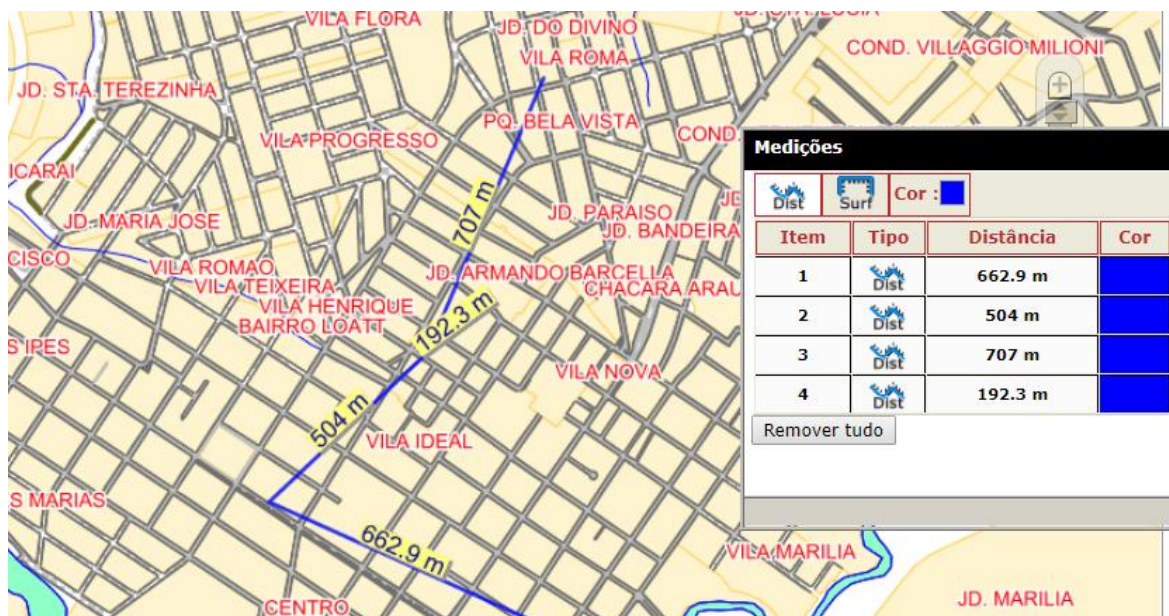 VILA FLORA
JD. DO DIVINO
VILA ROMA
COND. VILLAGGIO MILIONI
JD. STA. TEREZINHA
PQ. BELA VISTA
VILA PROGRESSO
COND.
ICARAI
JD. MARIA JOSE
JD. PARAISO
JD. BANDEIRA
707 m
CISCO
VILA ROMAO
VILA TEIXEIRA
JD. ARMANDO BARCELLA
CHACARA ARAU
VILA HENRIQUE
BAIRRO LOATT
192.3 m
S IPES
VILA NOVA
504 m
VILA IDEAL
S MARIAS
662.9 m
VILA MARILIA
CENTRO
JD. MARILIA
Medições
Dist
Surf
Cor :
Item Tipo Distância Cor
1 Dist 662.9 m
2 Dist 504 m
3 Dist 707 m
4 Dist 192.3 m
Remover tudo